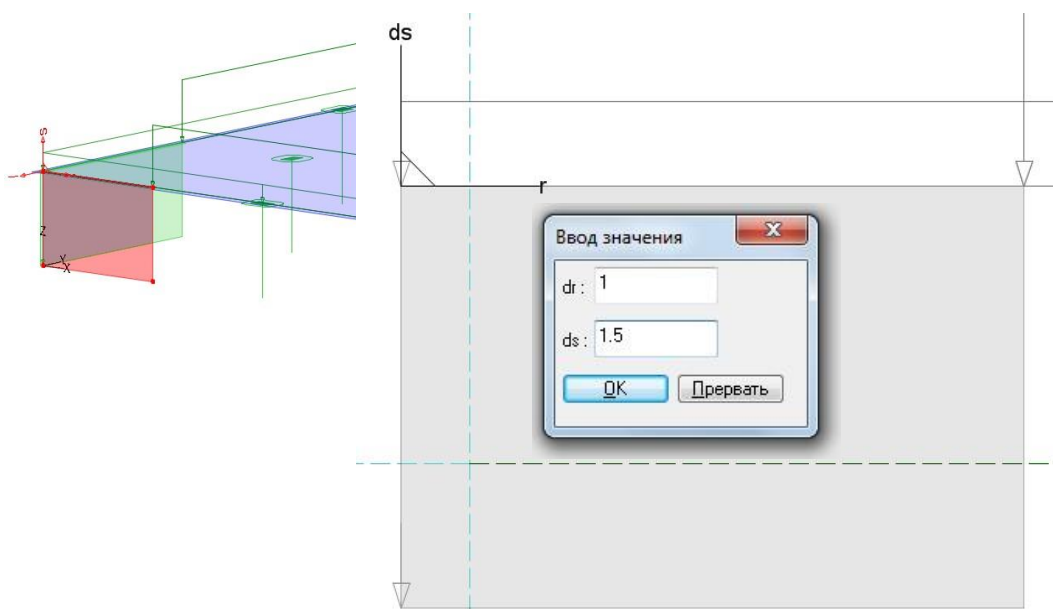 ds
s
r
Z
Y
X
r
Ввод значения
dr : 1
ds : 1.5
OK
Прервать